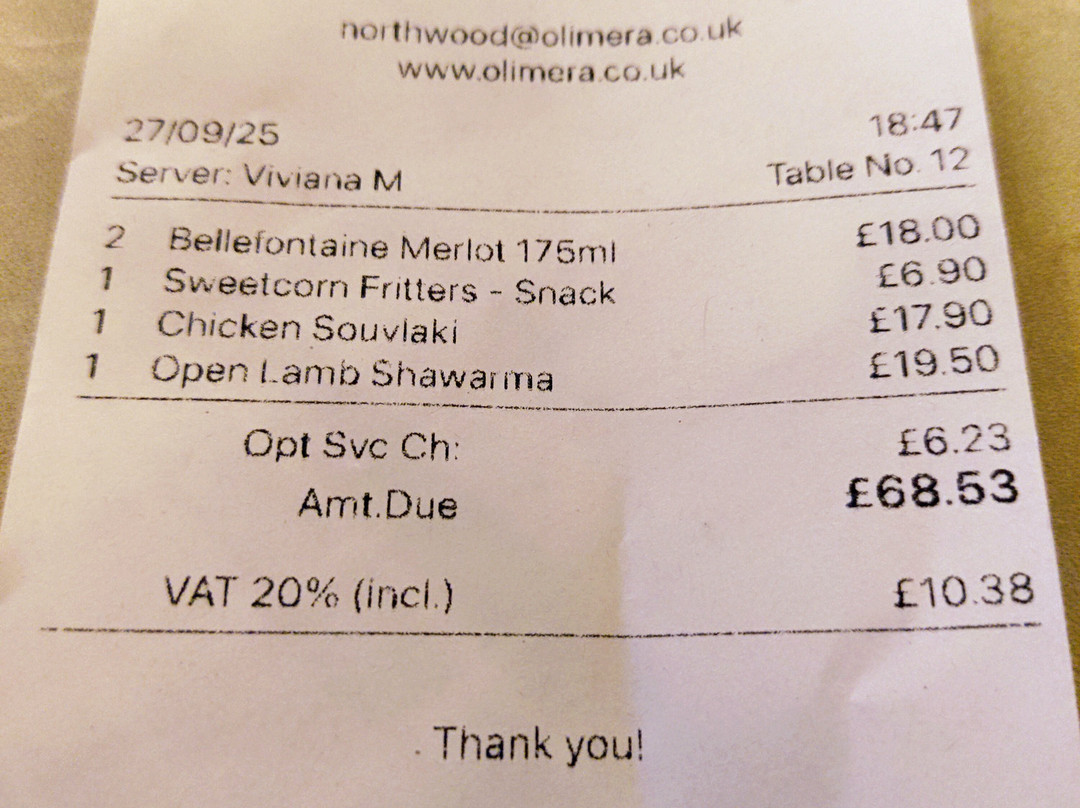 northwood@olimera.co.uk
www.olimera.co.uk
27/09/25 18:47
Server: Viviana M Table No. 12
2 Bellefontaine Merlot 175ml £18.00
1 Sweetcorn Fritters - Snack £6.90
1 Chicken Souvlaki £17.90
1 Open Lamb Shawarma £19.50
Opt Svc Ch: £6.23
Amt.Due £68.53
VAT 20% (incl.) £10.38
Thank you!